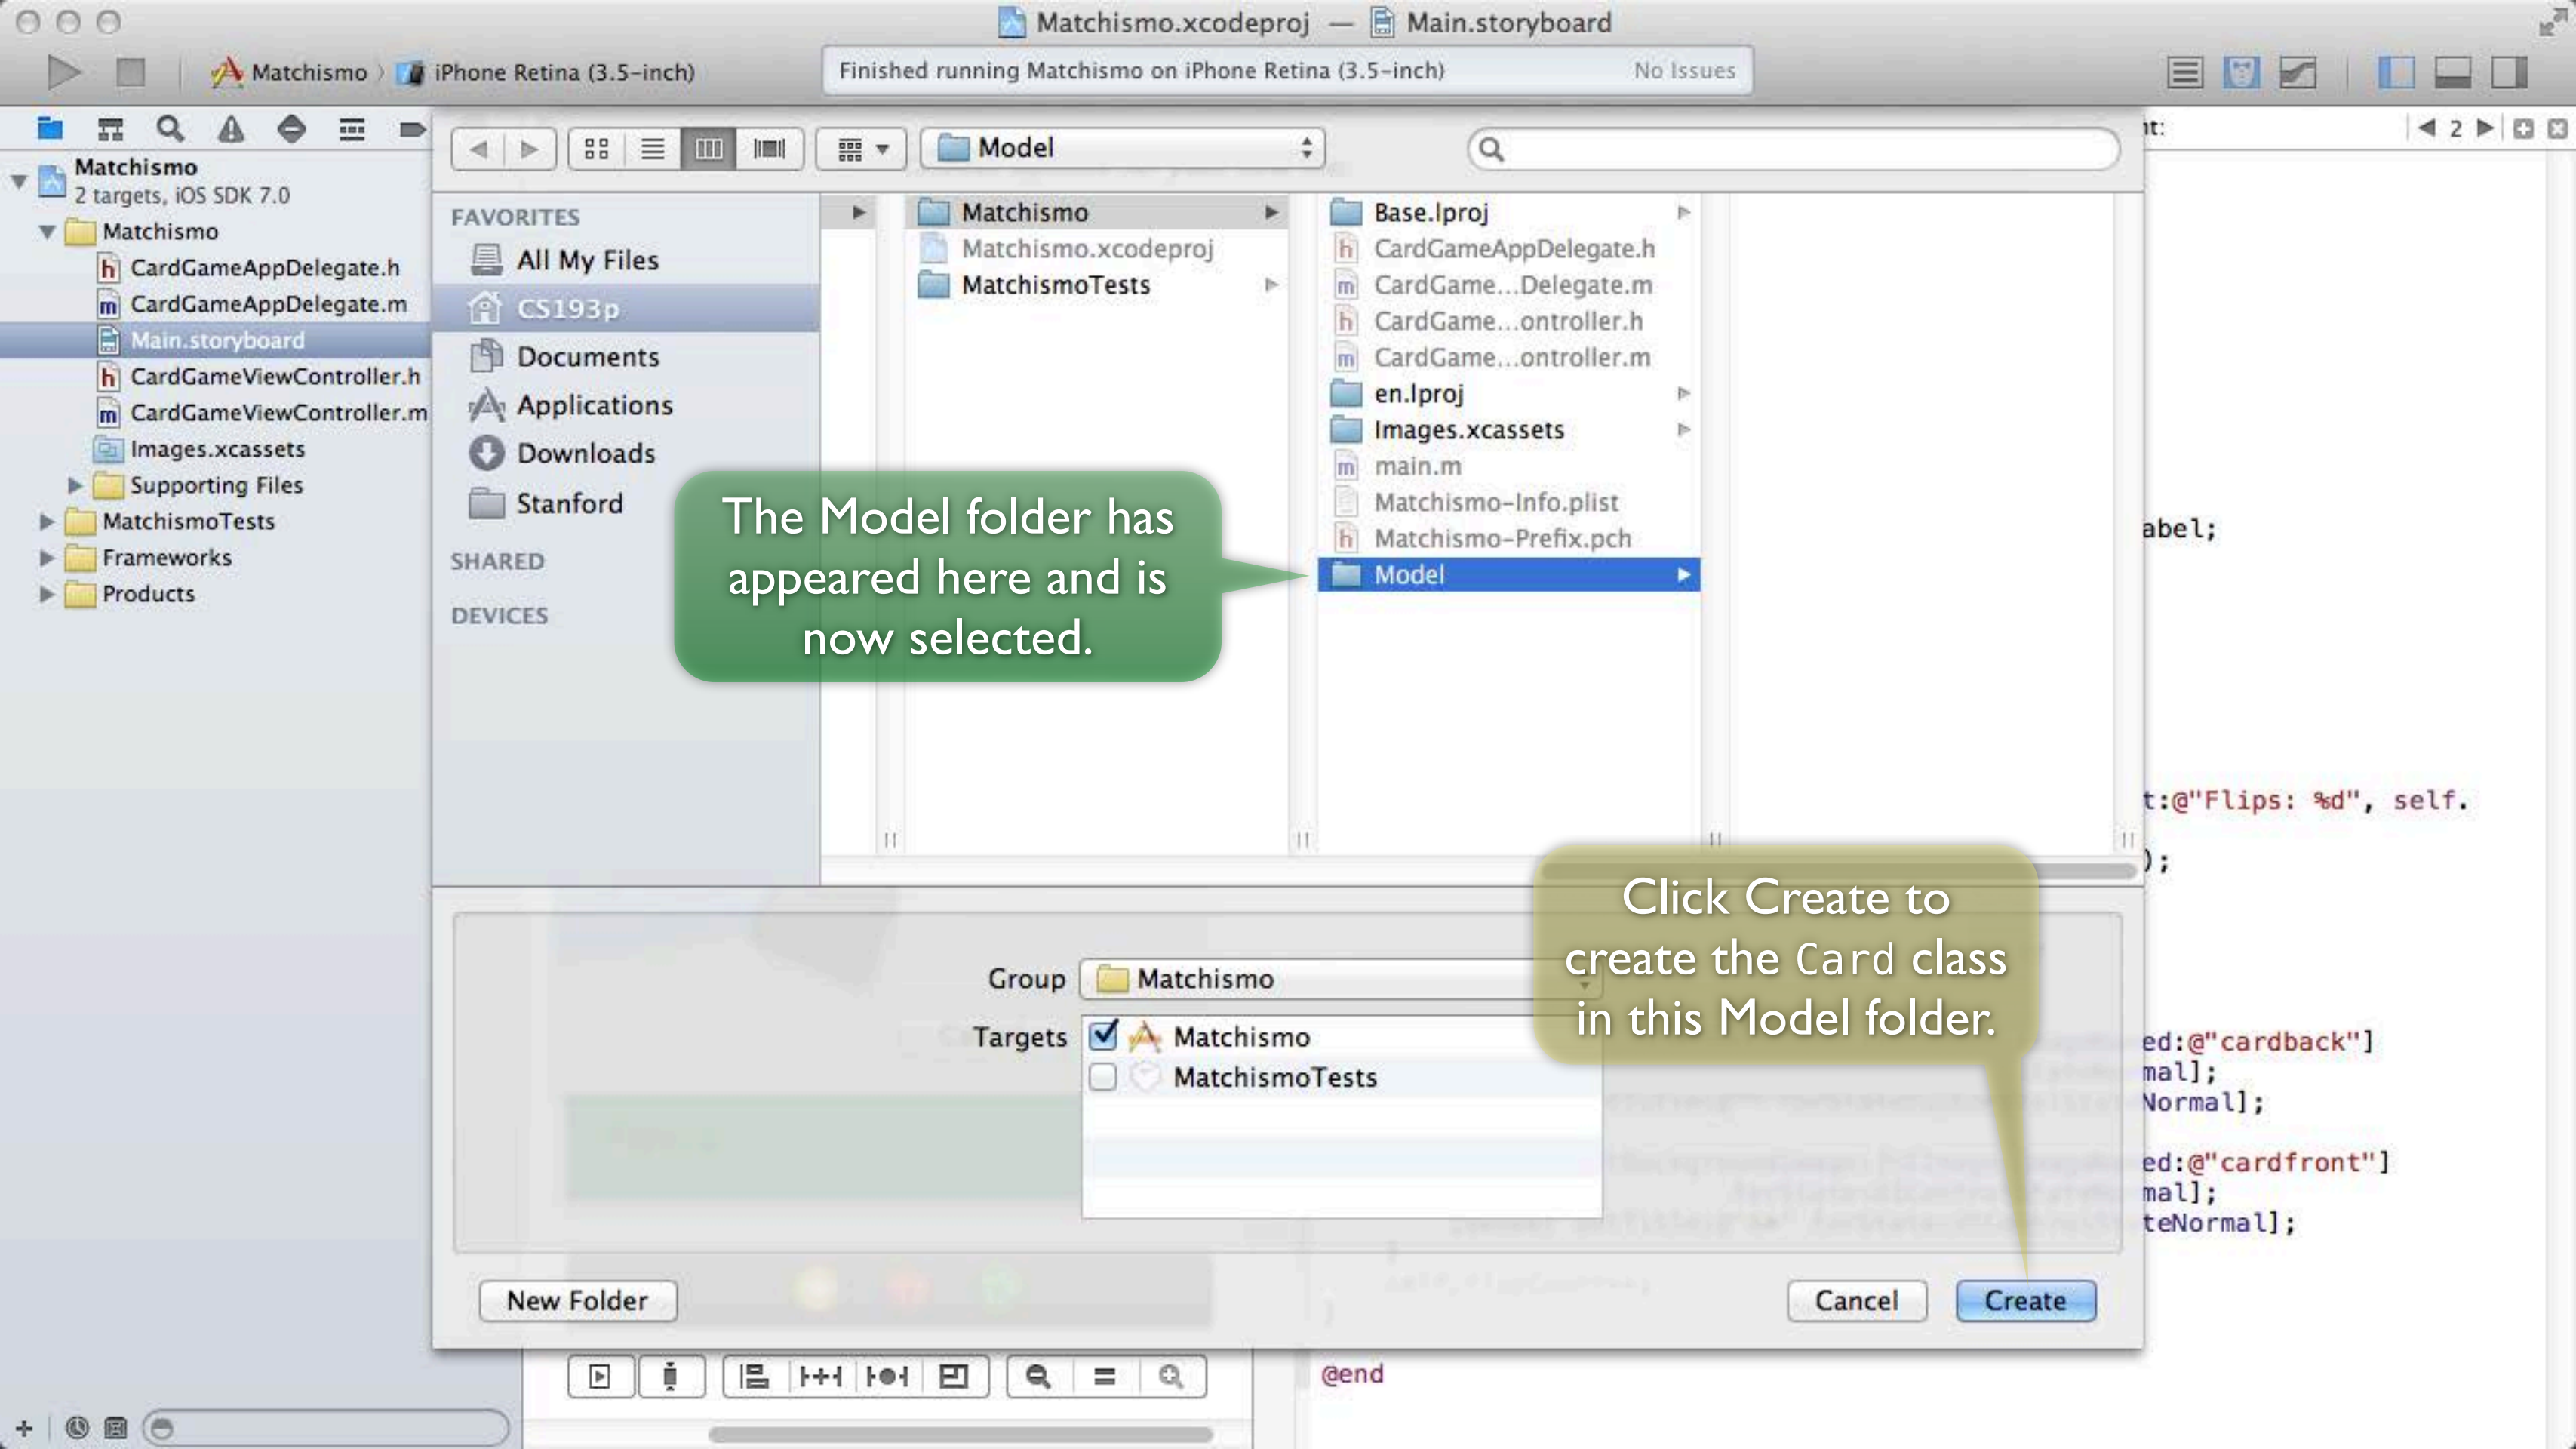 Matchismo.xcodeproj — Main.storyboard
Matchismo
iPhone Retina (3.5-inch)
Finished running Matchismo on iPhone Retina (3.5-inch)
No Issues
Matchismo
2 targets, iOS SDK 7.0
Matchismo
CardGameAppDelegate.h
CardGameAppDelegate.m
Main.storyboard
CardGameViewController.h
CardGameViewController.m
Images.xcassets
Supporting Files
MatchismoTests
Frameworks
Products
Model
FAVORITES
All My Files
CS193p
Documents
Applications
Downloads
Stanford
SHARED
DEVICES
Matchismo
Matchismo.xcodeproj
MatchismoTests
Base.lproj
CardGameAppDelegate.h
CardGame...Delegate.m
CardGame...ontroller.h
CardGame...ontroller.m
en.lproj
Images.xcassets
main.m
Matchismo-Info.plist
Matchismo-Prefix.pch
Model
The Model folder has
appeared here and is
now selected.
Click Create to
create the Card class
in this Model folder.
Group
Matchismo
Targets
Matchismo
MatchismoTests
New Folder
Cancel
Create
nt:
2
abel;
t:@"Flips: %d", self.
);
ed:@"cardback"]
mal];
Normal];
ed:@"cardfront"]
mal];
teNormal];
@end